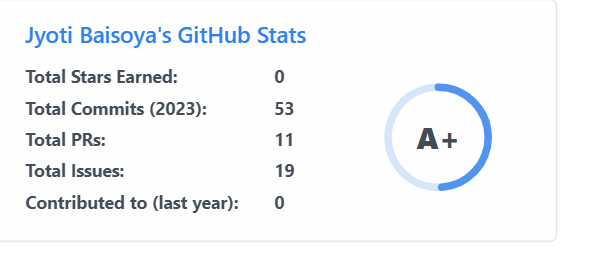 Jyoti Baisoya's GitHub Stats
Total Stars Earned: 0
Total Commits (2023): 53
Total PRs: 11
Total Issues: 19
Contributed to (last year): 0
A+